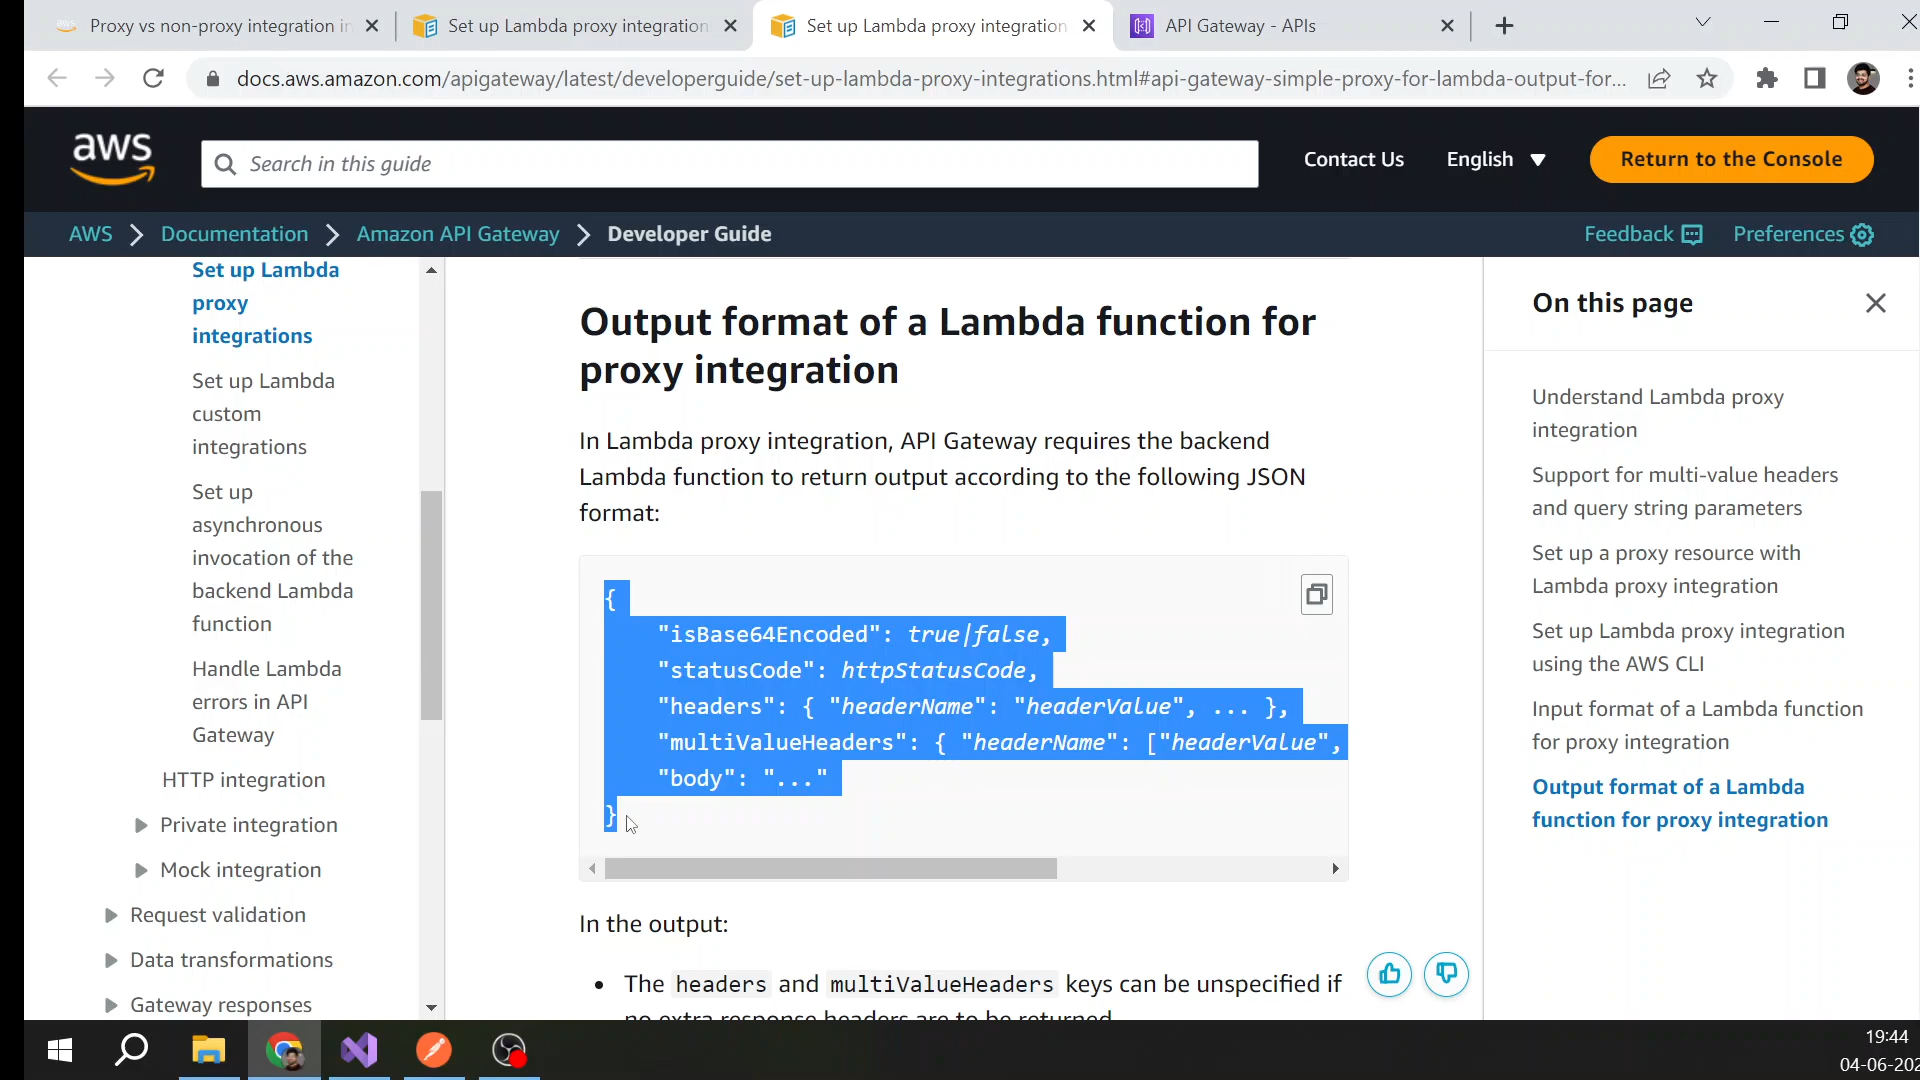 Proxy vs non-proxy integration in
Set up Lambda proxy integration
Set up Lambda proxy integration
API Gateway - APIs
docs.aws.amazon.com/apigateway/latest/developerguide/set-up-lambda-proxy-integrations.html#api-gateway-simple-proxy-for-lambda-output-for...
aws
Search in this guide
Contact Us
English
Return to the Console
AWS
Documentation
Amazon API Gateway
Developer Guide
Feedback
Preferences
Set up Lambda
proxy
integrations
Set up Lambda
custom
integrations
Set up
asynchronous
invocation of the
backend Lambda
function
Handle Lambda
errors in API
Gateway
HTTP integration
Private integration
Mock integration
Request validation
Data transformations
Gateway responses
Output format of a Lambda function for
proxy integration
In Lambda proxy integration, API Gateway requires the backend
Lambda function to return output according to the following JSON
format:
{
"isBase64Encoded": true|false,
"statusCode": httpStatusCode,
"headers": { "headerName": "headerValue", ... },
"multiValueHeaders": { "headerName": ["headerValue",
"body": "..."
}
In the output:
• The headers and multiValueHeaders keys can be unspecified if
no extra response headers are to be returned.
On this page
Understand Lambda proxy
integration
Support for multi-value headers
and query string parameters
Set up a proxy resource with
Lambda proxy integration
Set up Lambda proxy integration
using the AWS CLI
Input format of a Lambda function
for proxy integration
Output format of a Lambda
function for proxy integration
19:44
04-06-202